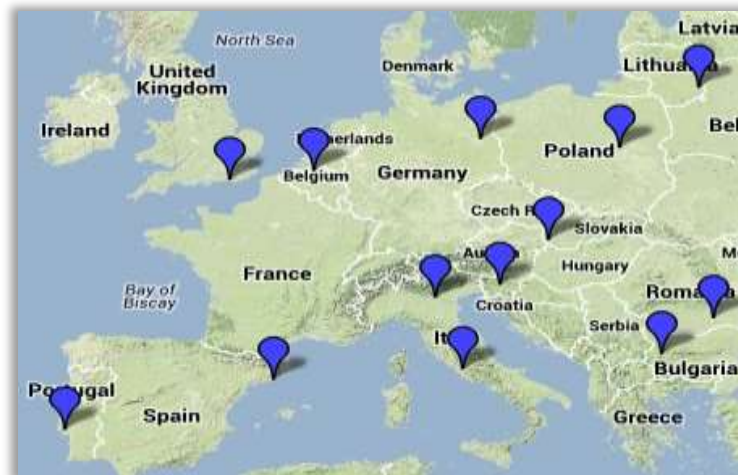 North Sea
Latvia
Denmark
United
Kingdom
Ireland
Belgium
Germany
Poland
Czech R
Slovakia
France
Hungary
Bay of
Biscay
Croatia
Serbia
Bulgaria
Spain
Greece